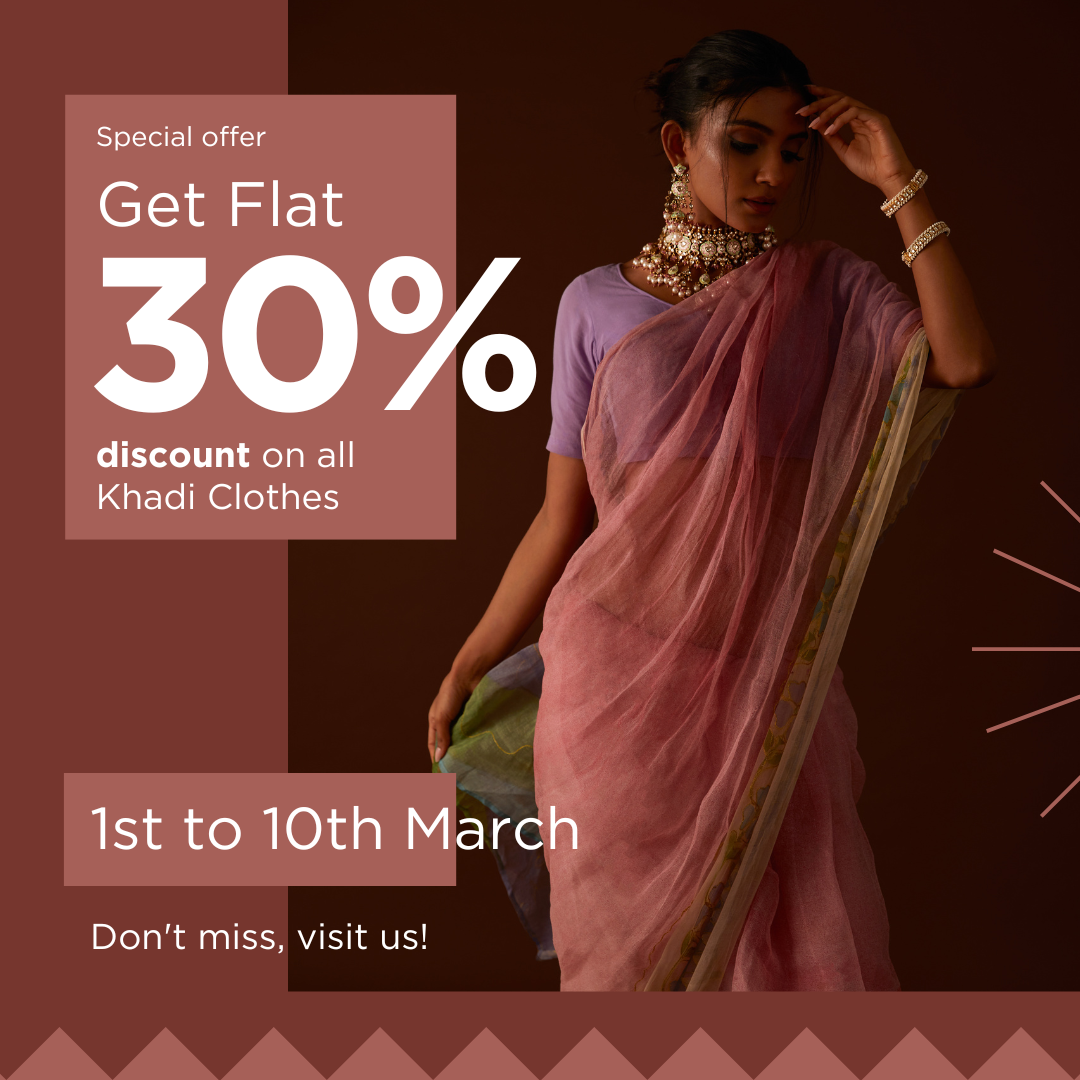 Special offer
Get Flat
30%
discount on all
Khadi Clothes
1st to 10th March
Don't miss, visit us!